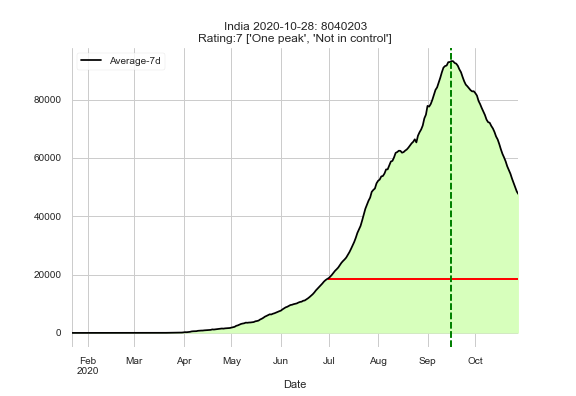 India 2020-10-28: 8040203
Rating:7 ['One peak', 'Not in control']
Average-7d
80000
60000
40000
20000
0
Feb Mar Apr May Jun Jul Aug Sep Oct
2020
Date